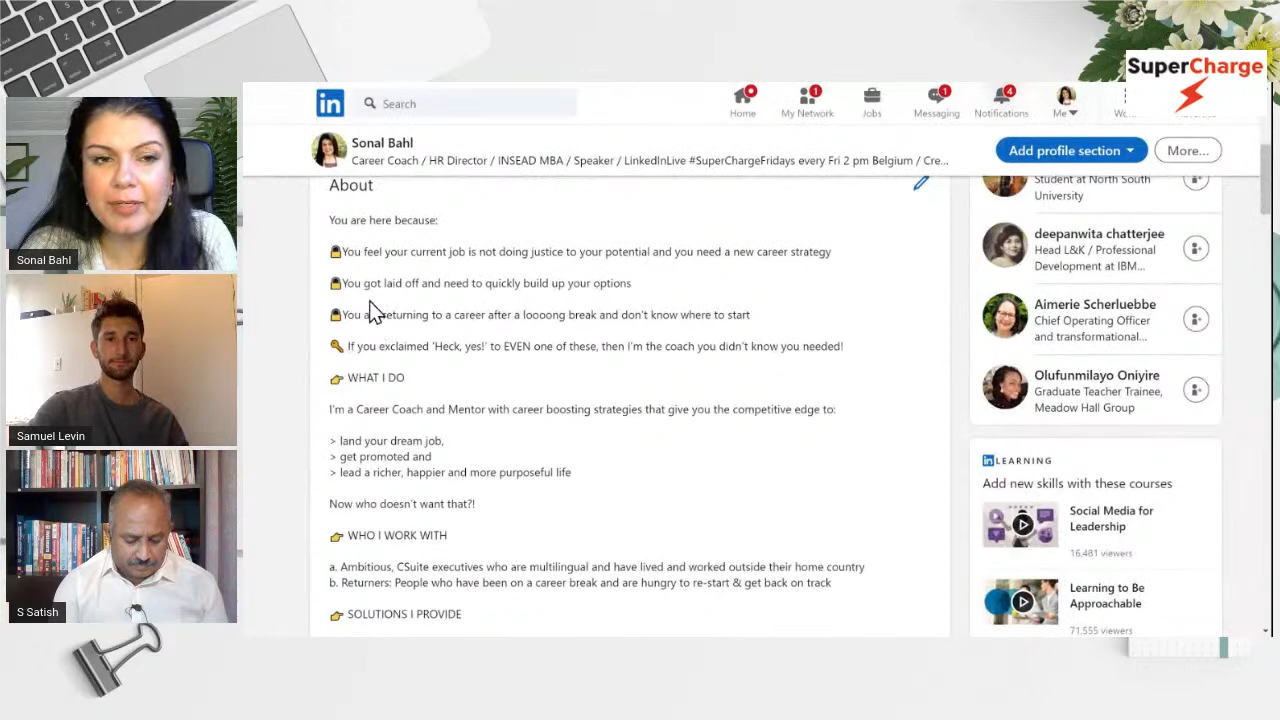 SuperCharge
Sonal Bahl
Samuel Levin
S Satish
in
Search
Home
1
My Network
Jobs
1
Messaging
4
Notifications
Me
Sonal Bahl
Career Coach / HR Director / INSEAD MBA / Speaker / LinkedInLive #SuperChargeFridays every Fri 2 pm Belgium / Cre...
Add profile section
More...
About
You are here because:
You feel your current job is not doing justice to your potential and you need a new career strategy
You got laid off and need to quickly build up your options
You returning to a career after a loooong break and don't know where to start
If you exclaimed 'Heck, yes!' to EVEN one of these, then I'm the coach you didn't know you needed!
WHAT I DO
I'm a Career Coach and Mentor with career boosting strategies that give you the competitive edge to:
> land your dream job,
> get promoted and
> lead a richer, happier and more purposeful life
Now who doesn't want that?!
WHO I WORK WITH
a. Ambitious, CSuite executives who are multilingual and have lived and worked outside their home country
b. Returners: People who have been on a career break and are hungry to re-start & get back on track
SOLUTIONS I PROVIDE
Student at North South
University
deepanwita chatterjee
Head L&K / Professional
Development at IBM...
Aimerie Scherluebbe
Chief Operating Officer
and transformational...
Olufunmilayo Oniyire
Graduate Teacher Trainee,
Meadow Hall Group
in LEARNING
Add new skills with these courses
Social Media for
Leadership
16,481 viewers
Learning to Be
Approachable
71,555 viewers